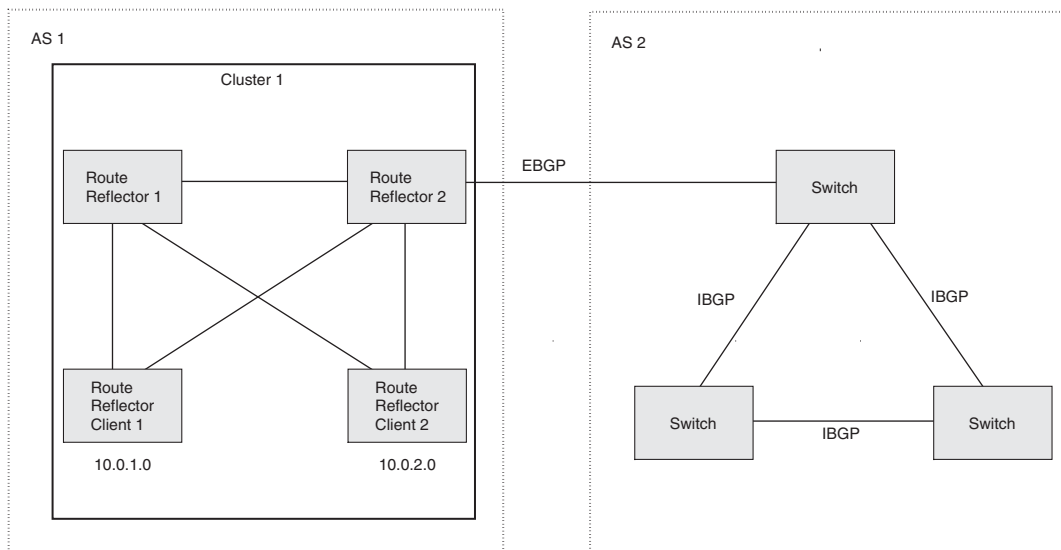 AS 1
AS 2
Cluster 1
Route
Reflector 1
Route
Reflector 2
EBGP
Switch
IBGP
IBGP
Route
Reflector
Client 1
Route
Reflector
Client 2
Switch
IBGP
Switch
10.0.1.0
10.0.2.0